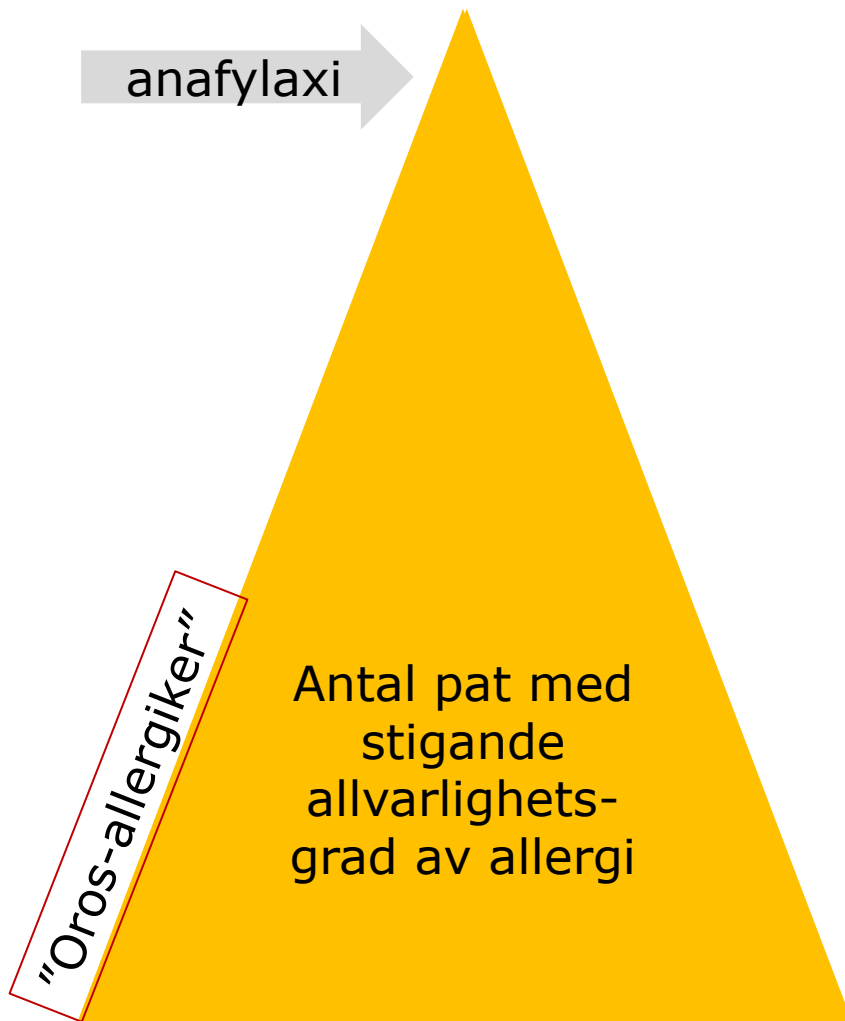 anafylaxi
”Oros-allergiker”
Antal pat med
stigande
allvarlighets-
grad av allergi